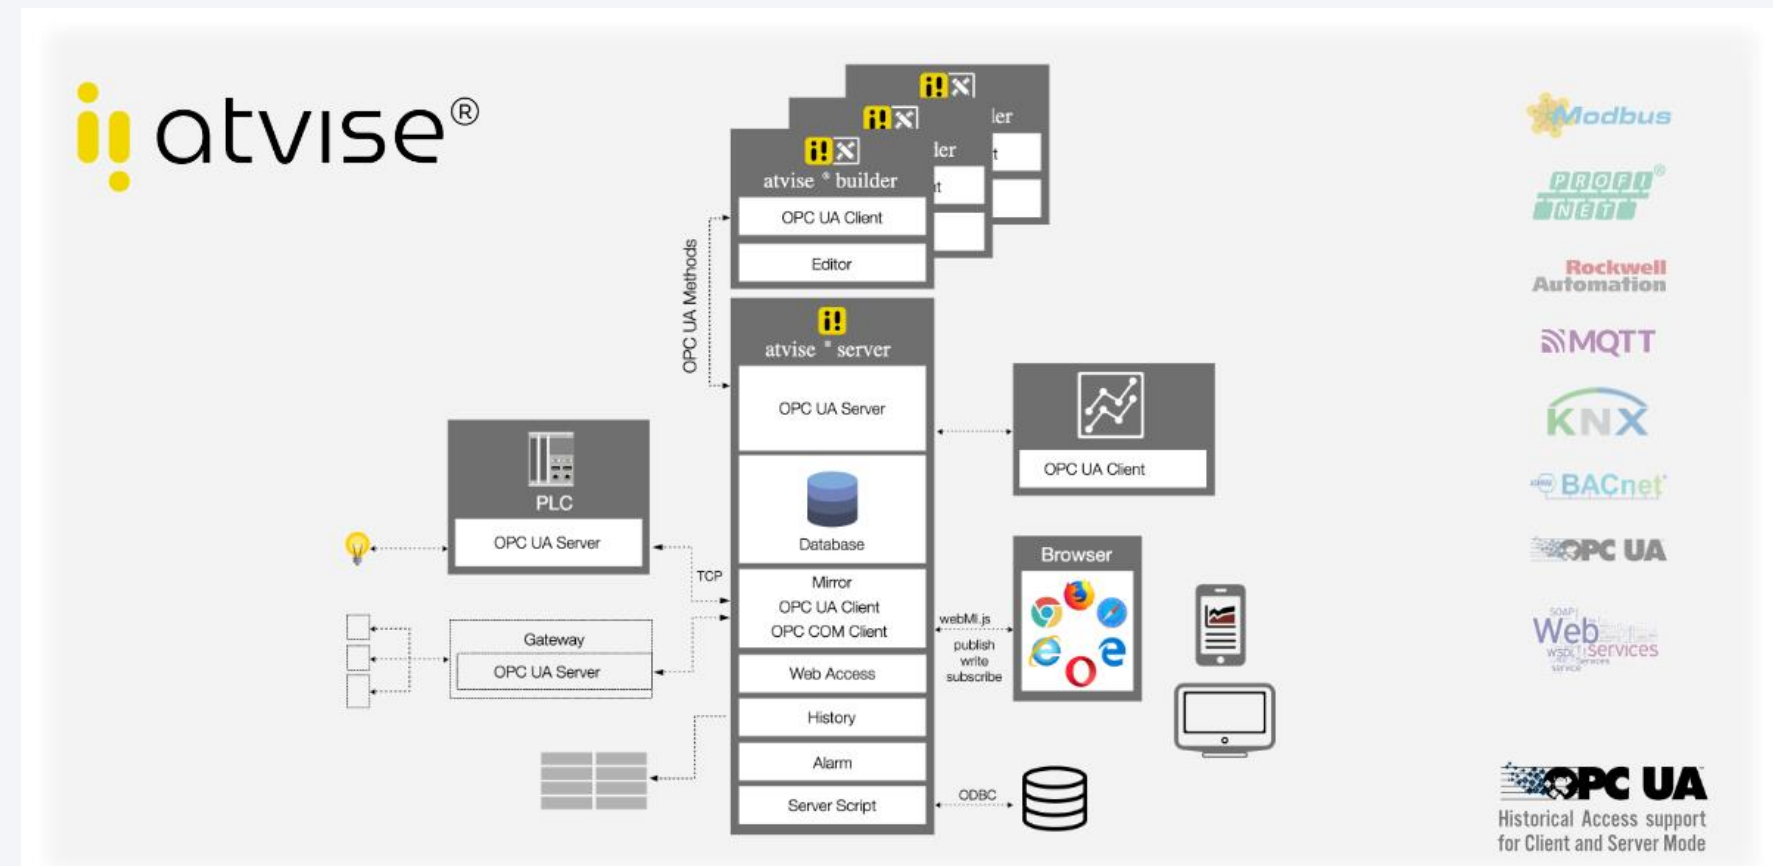 atvise®
ler
t
ler
t
atvise ® builder
OPC UA Client
Editor
OPC UA Methods
atvise ® server
OPC UA Server
Database
Mirror
OPC UA Client
OPC COM Client
Web Access
History
Alarm
Server Script
PLC
OPC UA Server
TCP
Gateway
OPC UA Server
OPC UA Client
Browser
webMI.js
publish
write
subscribe
ODBC
Modbus
PROFI®
NET
Rockwell
Automation
MQTT
KNX
BACnet
OPC UA
SOAP
Web
WSDL Services
service
OPC UA
Historical Access support
for Client and Server Mode